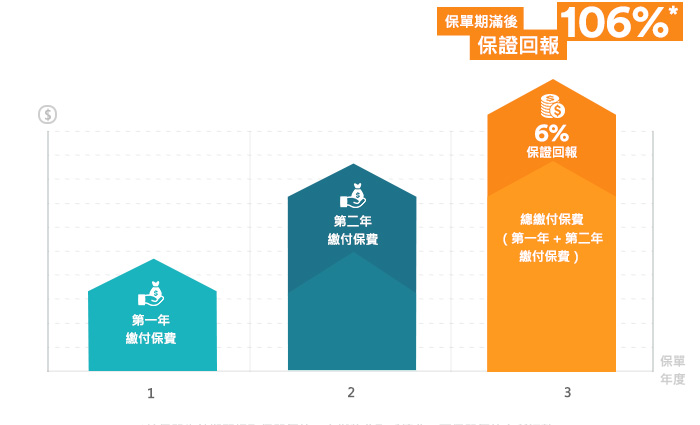 保單期滿後
106%*
保證回報
$
6%
保證回報
第二年
繳付保費
總繳付保費
( 第一年 + 第二年
繳付保費 )
第一年
繳付保費
保單
年度
1
2
3